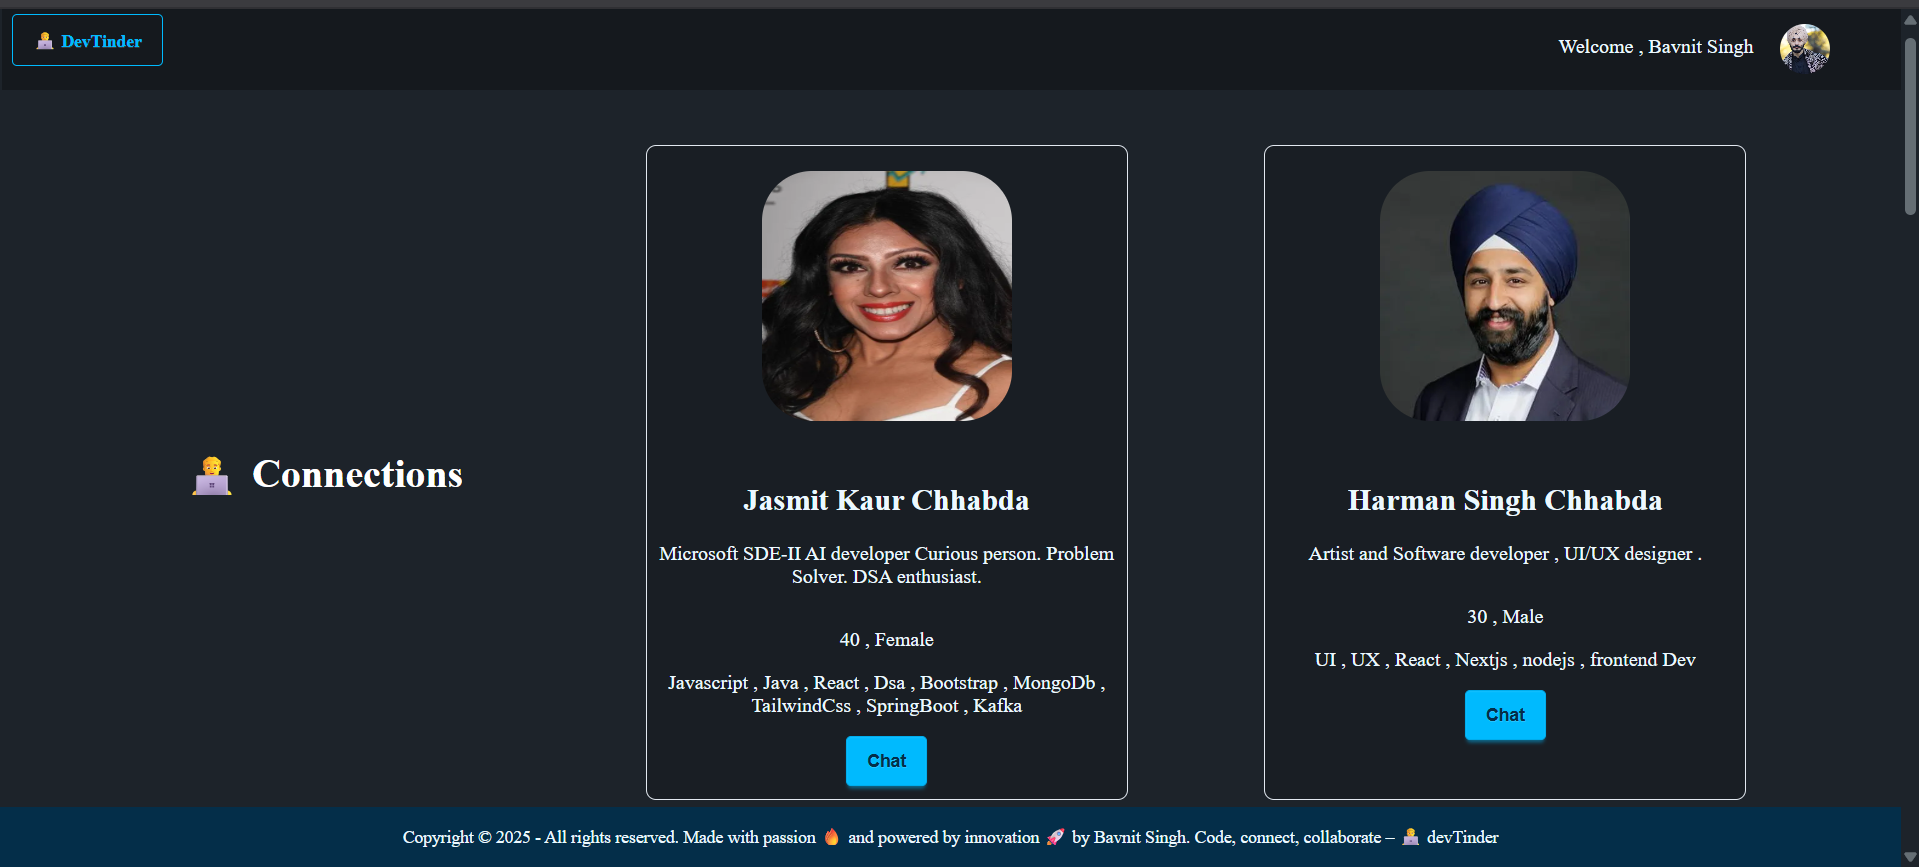 🧑‍💻 DevTinder
Welcome , Bavnit Singh
🧑‍💻 Connections
Jasmit Kaur Chhabda
Microsoft SDE-II AI developer Curious person. Problem
Solver. DSA enthusiast.
40 , Female
Javascript , Java , React , Dsa , Bootstrap , MongoDb ,
TailwindCss , SpringBoot , Kafka
Chat
Harman Singh Chhabda
Artist and Software developer , UI/UX designer .
30 , Male
UI , UX , React , Nextjs , nodejs , frontend Dev
Chat
Copyright © 2025 - All rights reserved. Made with passion 🔥 and powered by innovation 🚀 by Bavnit Singh. Code, connect, collaborate – 🧑‍💻 devTinder